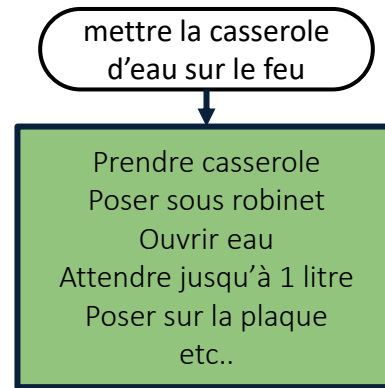 mettre la casserole
d’eau sur le feu
Prendre casserole
Poser sous robinet
Ouvrir eau
Attendre jusqu’à 1 litre
Poser sur la plaque
etc..